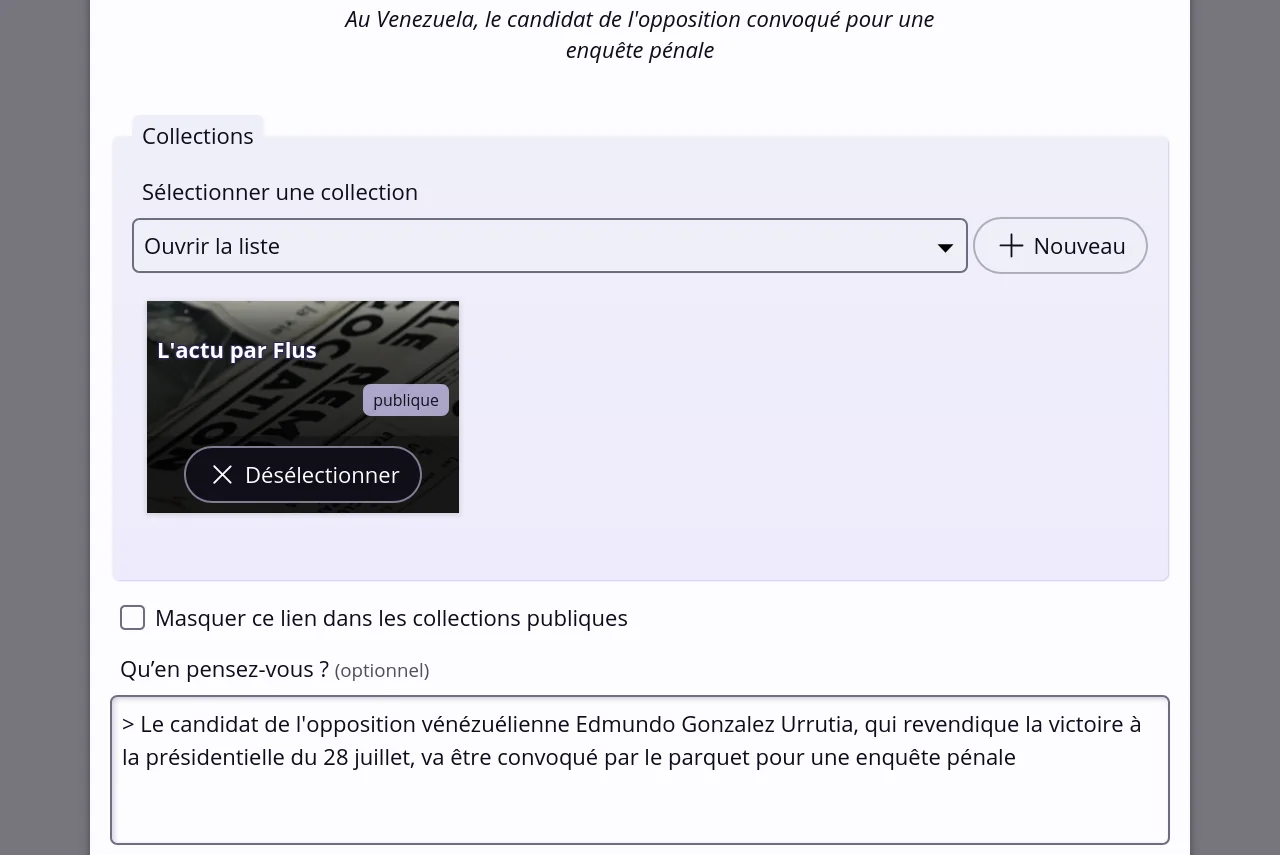 Au Venezuela, le candidat de l'opposition convoqué pour une
enquête pénale
Collections
Sélectionner une collection
Ouvrir la liste
Nouveau
L'actu par Flus
publique
Désélectionner
Masquer ce lien dans les collections publiques
Qu’en pensez-vous ? (optionnel)
> Le candidat de l'opposition vénézuélienne Edmundo Gonzalez Urrutia, qui revendique la victoire à
la présidentielle du 28 juillet, va être convoqué par le parquet pour une enquête pénale